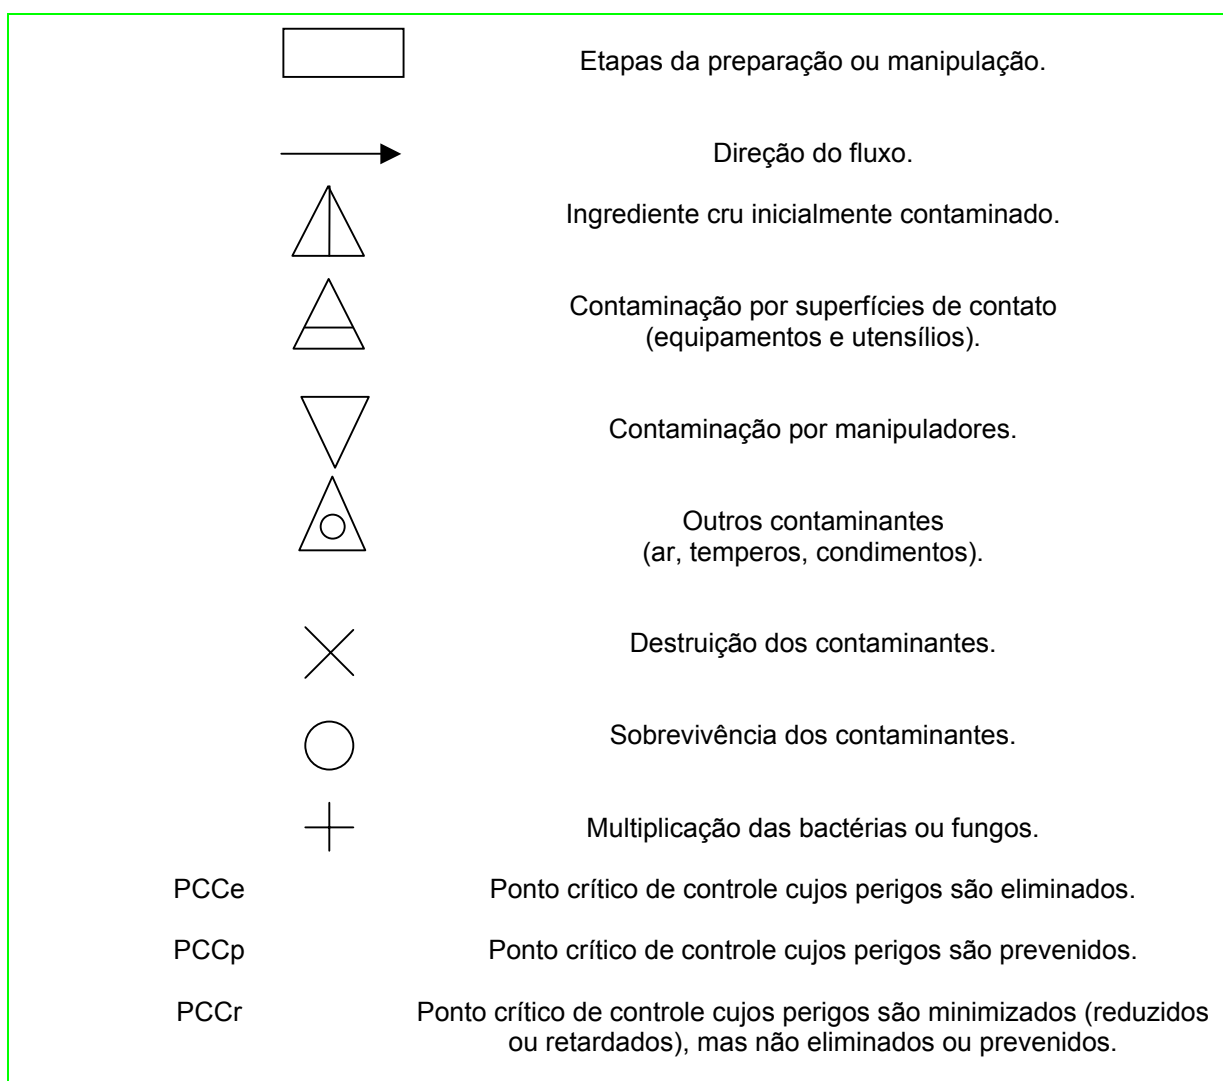 Etapas da preparação ou manipulação.
Direção do fluxo.
Ingrediente cru inicialmente contaminado.
Contaminação por superfícies de contato
(equipamentos e utensílios).
Contaminação por manipuladores.
Outros contaminantes
(ar, temperos, condimentos).
Destruição dos contaminantes.
Sobrevivência dos contaminantes.
Multiplicação das bactérias ou fungos.
PCCe Ponto crítico de controle cujos perigos são eliminados.
PCCp Ponto crítico de controle cujos perigos são prevenidos.
PCCr Ponto crítico de controle cujos perigos são minimizados (reduzidos
ou retardados), mas não eliminados ou prevenidos.